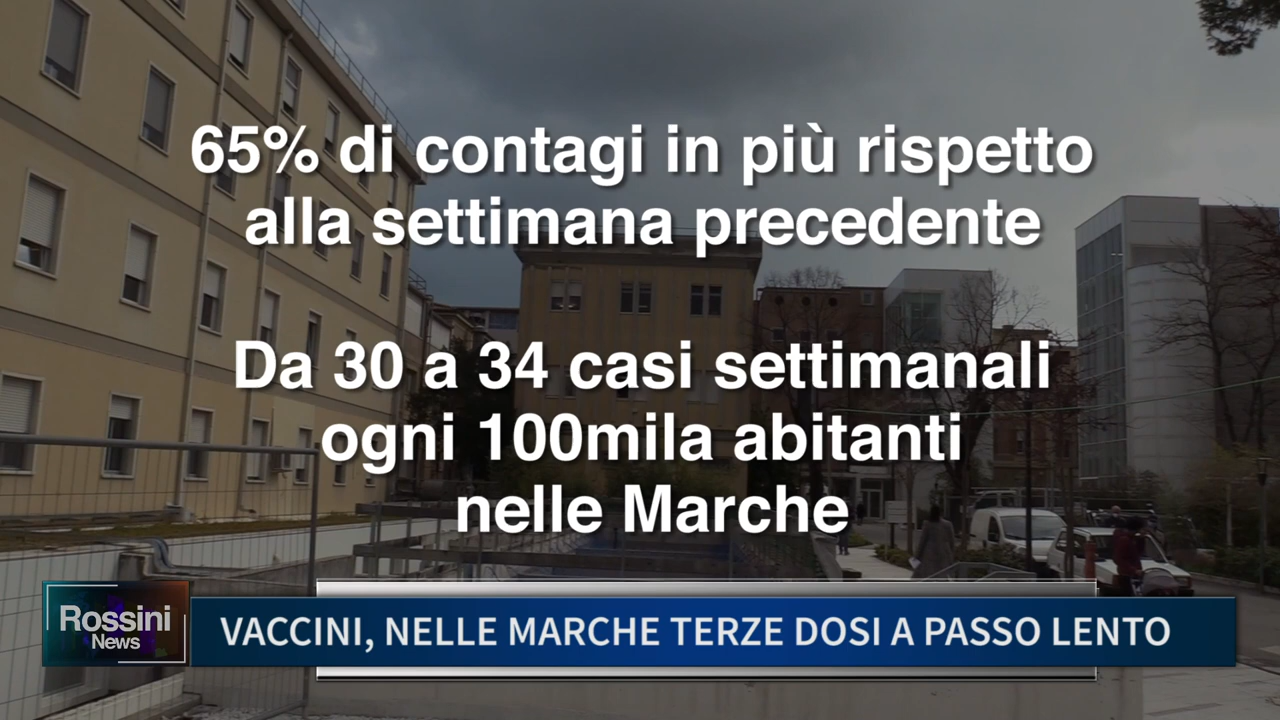 65% di contagi in più rispetto
alla settimana precedente
Da 30 a 34 casi settimanali
ogni 100mila abitanti
nelle Marche
Rossini
News
VACCINI, NELLE MARCHE TERZE DOSI A PASSO LENTO